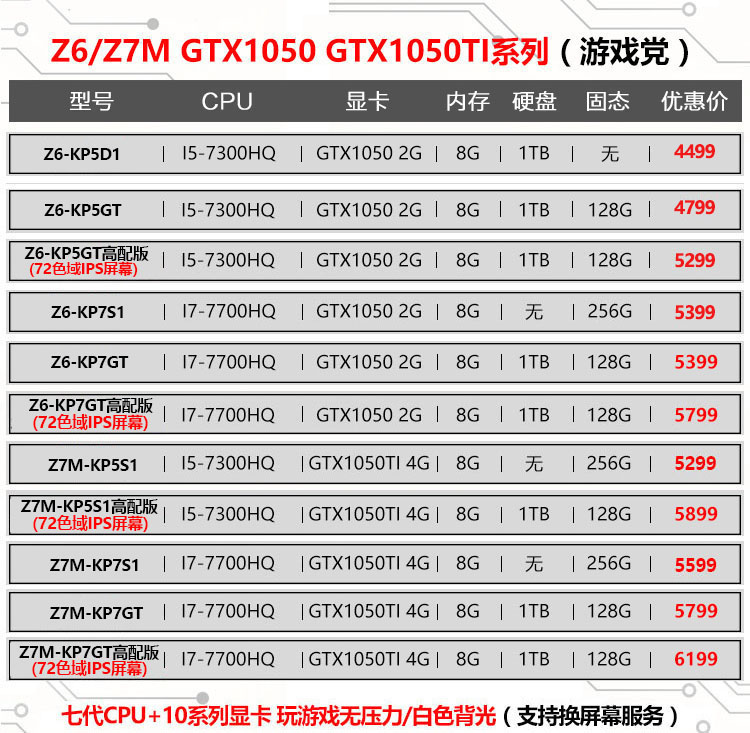 Z6/Z7M GTX1050 GTX1050TI系列（游戏党）
型号 CPU 显卡 内存 硬盘 固态 优惠价
Z6-KP5D1 | I5-7300HQ | GTX1050 2G | 8G | 1TB | 无 | 4499
Z6-KP5GT | I5-7300HQ | GTX1050 2G | 8G | 1TB | 128G | 4799
Z6-KP5GT高配版
(72色域IPS屏幕) | I5-7300HQ | GTX1050 2G | 8G | 1TB | 128G | 5299
Z6-KP7S1 | I7-7700HQ | GTX1050 2G | 8G | 无 | 256G | 5399
Z6-KP7GT | I7-7700HQ | GTX1050 2G | 8G | 1TB | 128G | 5399
Z6-KP7GT高配版
(72色域IPS屏幕) | I7-7700HQ | GTX1050 2G | 8G | 1TB | 128G | 5799
Z7M-KP5S1 | I5-7300HQ | GTX1050TI 4G | 8G | 无 | 256G | 5299
Z7M-KP5S1高配版
(72色域IPS屏幕) | I5-7300HQ | GTX1050TI 4G | 8G | 1TB | 128G | 5899
Z7M-KP7S1 | I7-7700HQ | GTX1050TI 4G | 8G | 无 | 256G | 5599
Z7M-KP7GT | I7-7700HQ | GTX1050TI 4G | 8G | 1TB | 128G | 5799
Z7M-KP7GT高配版
(72色域IPS屏幕) | I7-7700HQ | GTX1050TI 4G | 8G | 1TB | 128G | 6199
七代CPU+10系列显卡 玩游戏无压力/白色背光（支持换屏幕服务）